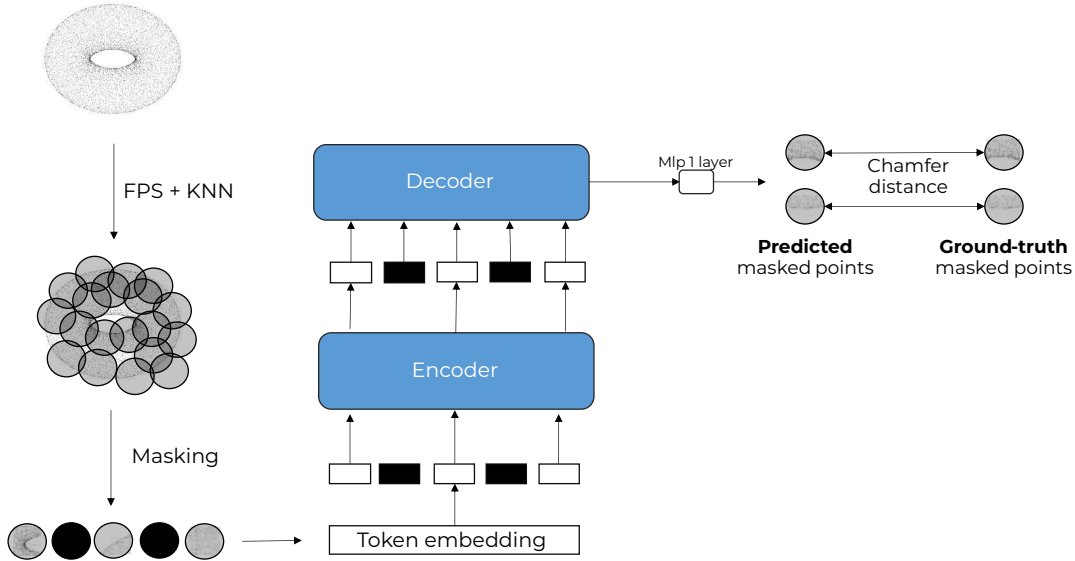 FPS + KNN
Masking
Token embedding
Encoder
Decoder
Mlp 1 layer
Chamfer
distance
Predicted
masked points
Ground-truth
masked points